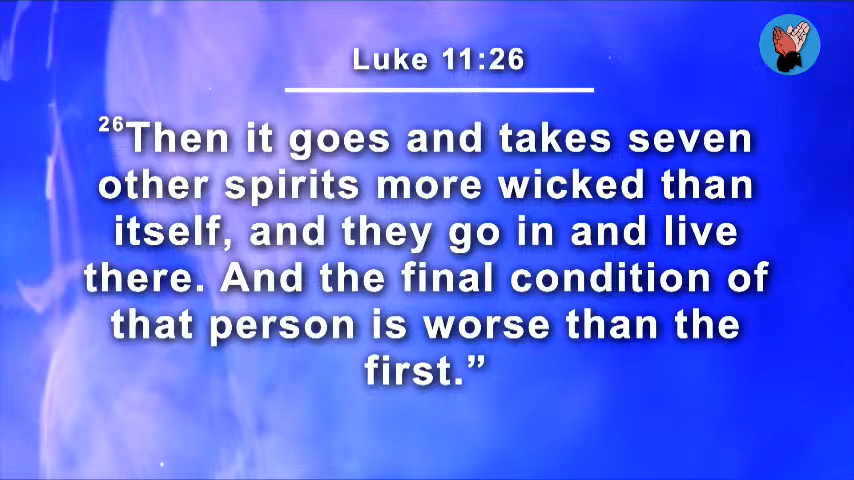 Luke 11:26
26Then it goes and takes seven
other spirits more wicked than
itself, and they go in and live
there. And the final condition of
that person is worse than the
first.”